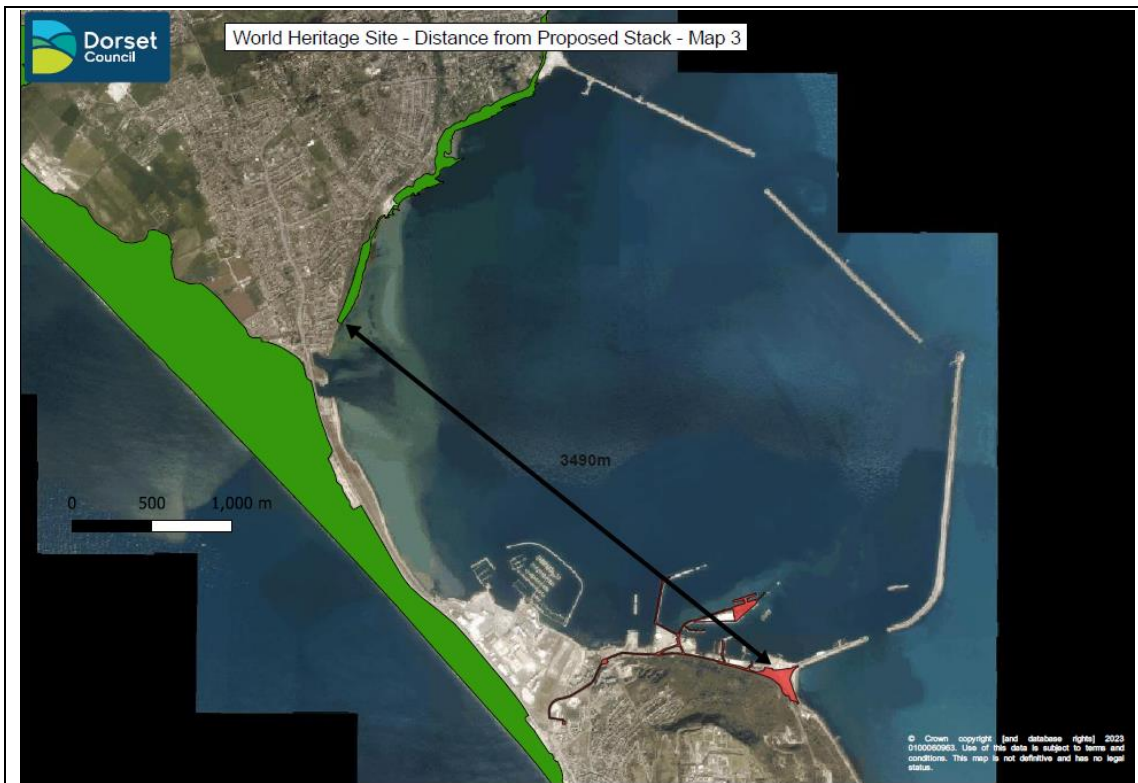 Dorset
Council
World Heritage Site - Distance from Proposed Stack - Map 3
3490m
0 500 1,000 m
© Crown copyright [and database rights] 2023
0100060963. Use of this data is subject to terms and
conditions. This map is not definitive and has no legal
status.